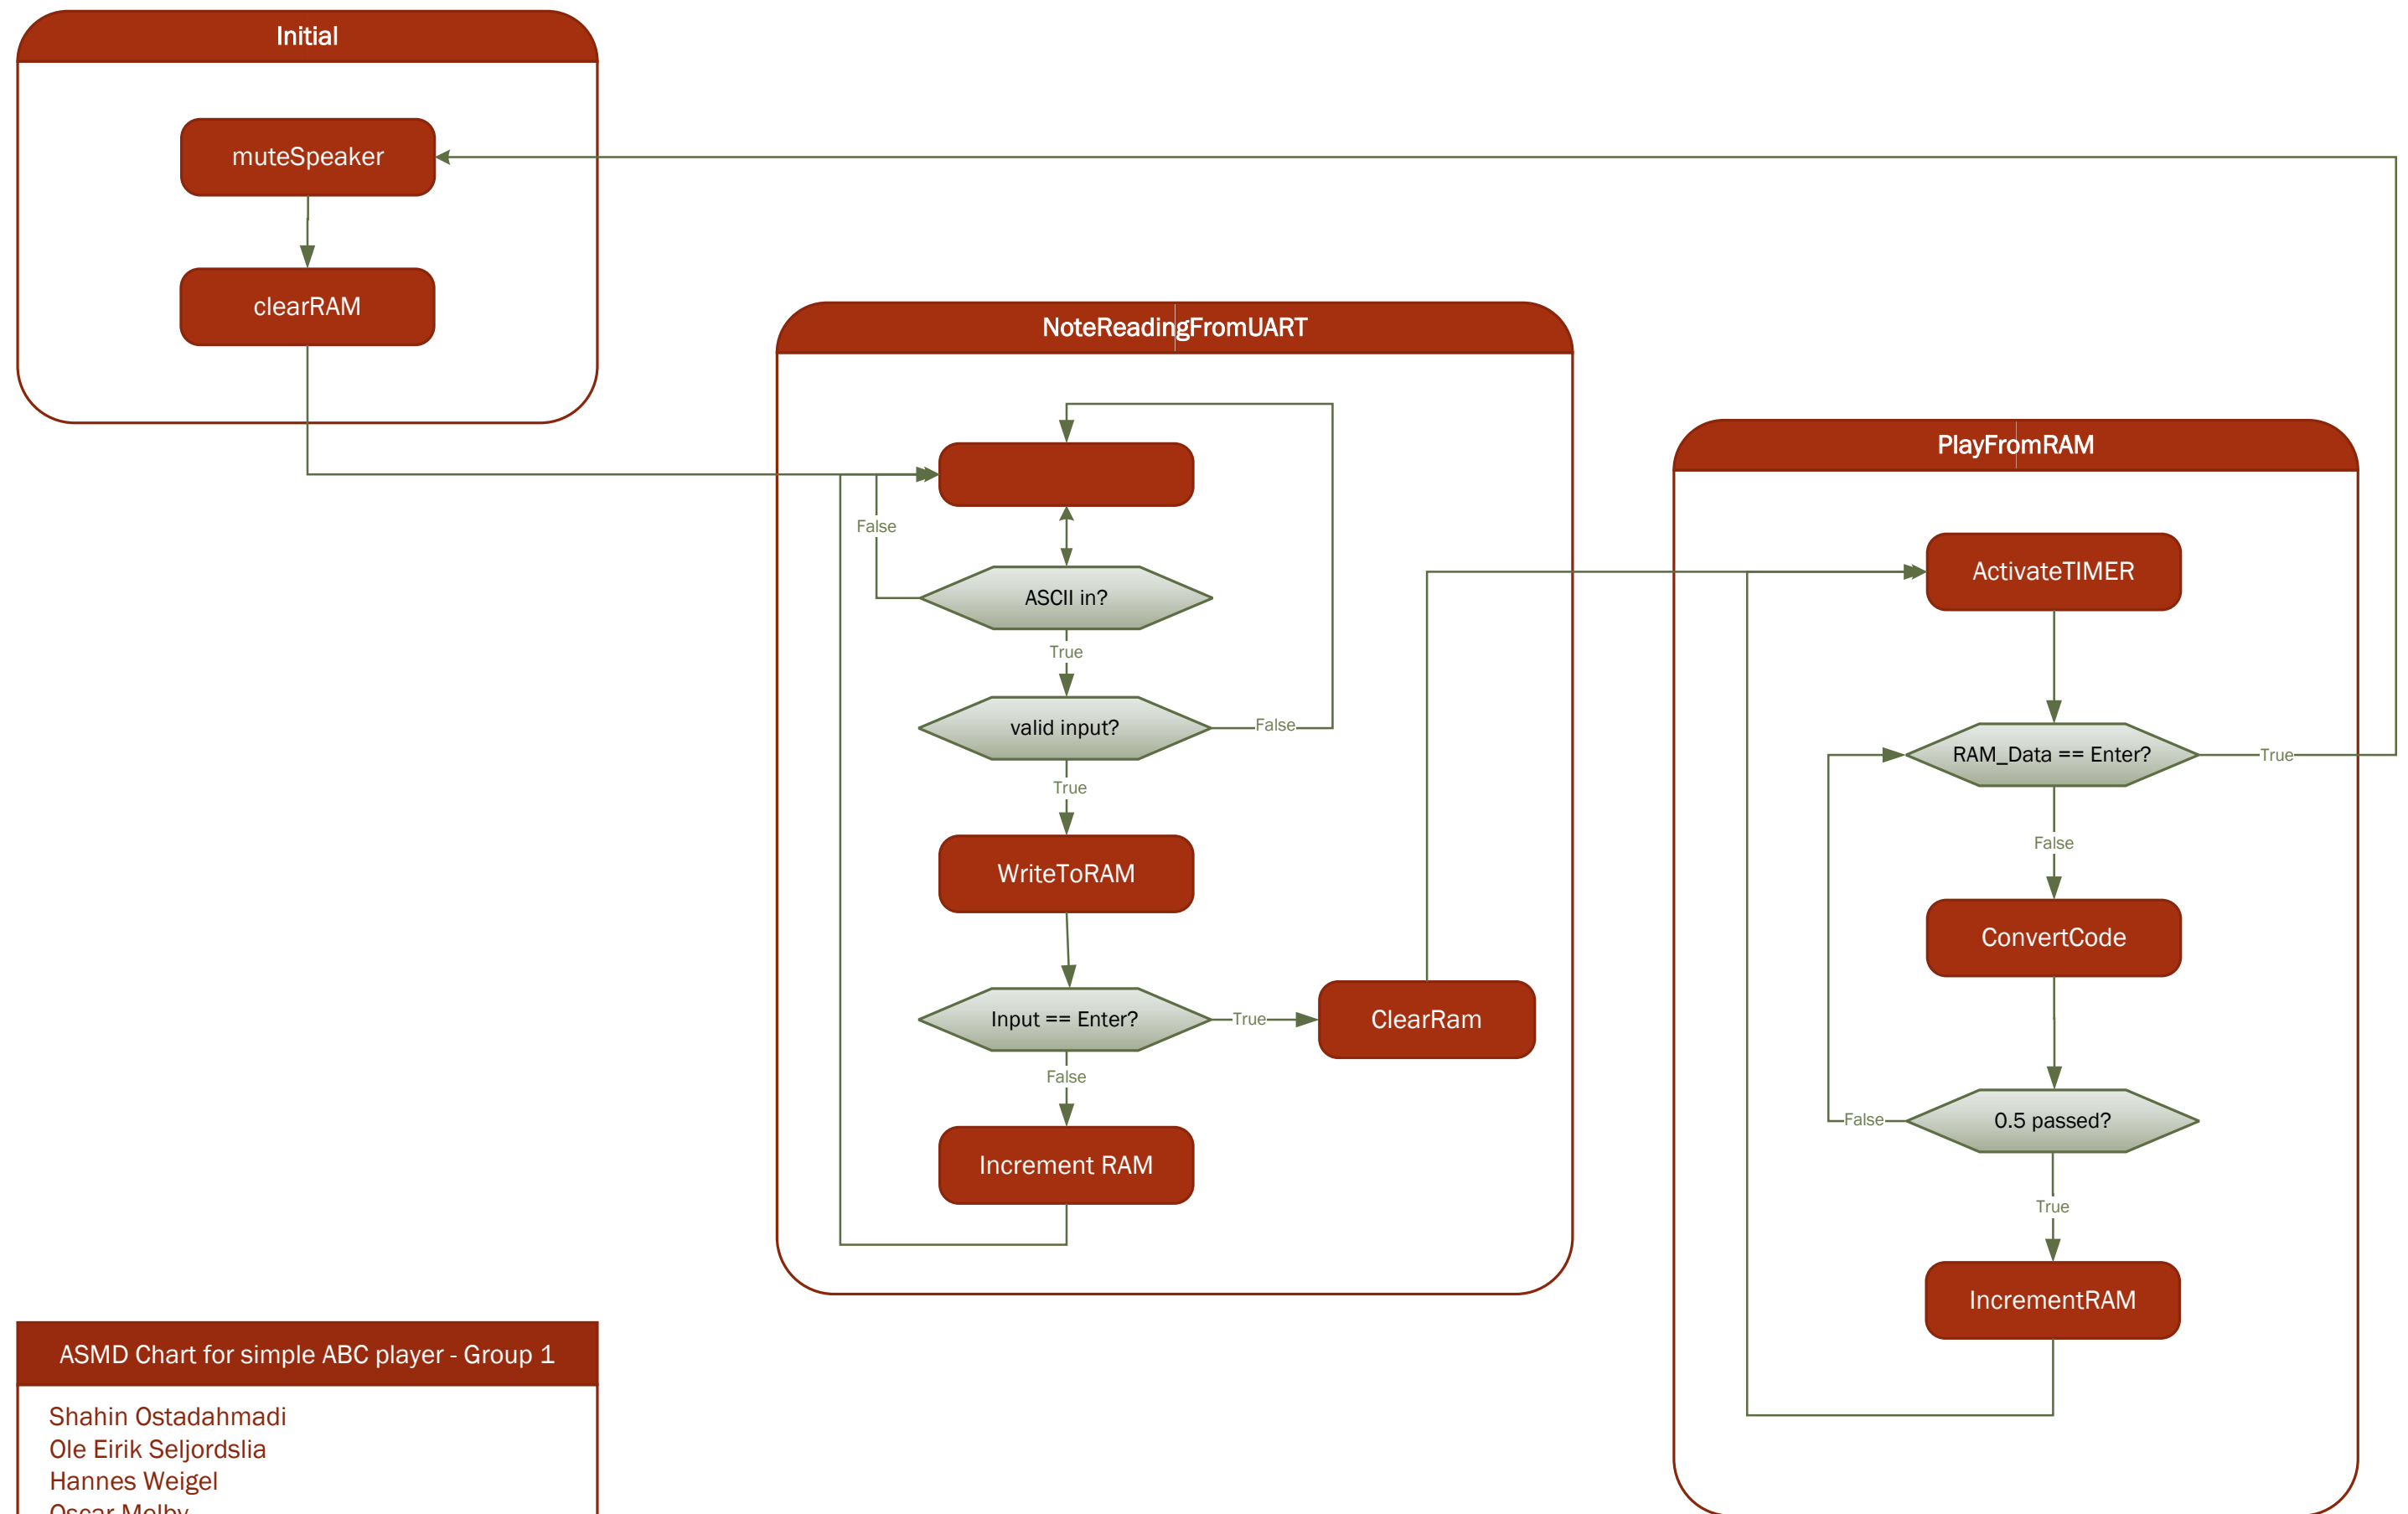 Initial
muteSpeaker
clearRAM
NoteReadingFromUART
False
ASCII in?
True
valid input?
False
True
WriteToRAM
Input == Enter?
True
ClearRam
False
Increment RAM
PlayFromRAM
ActivateTIMER
RAM_Data == Enter?
True
False
ConvertCode
0.5 passed?
False
True
IncrementRAM
ASMD Chart for simple ABC player - Group 1
Shahin Ostadahmadi
Ole Eirik Seljordslia
Hannes Weigel
Oscar Melby